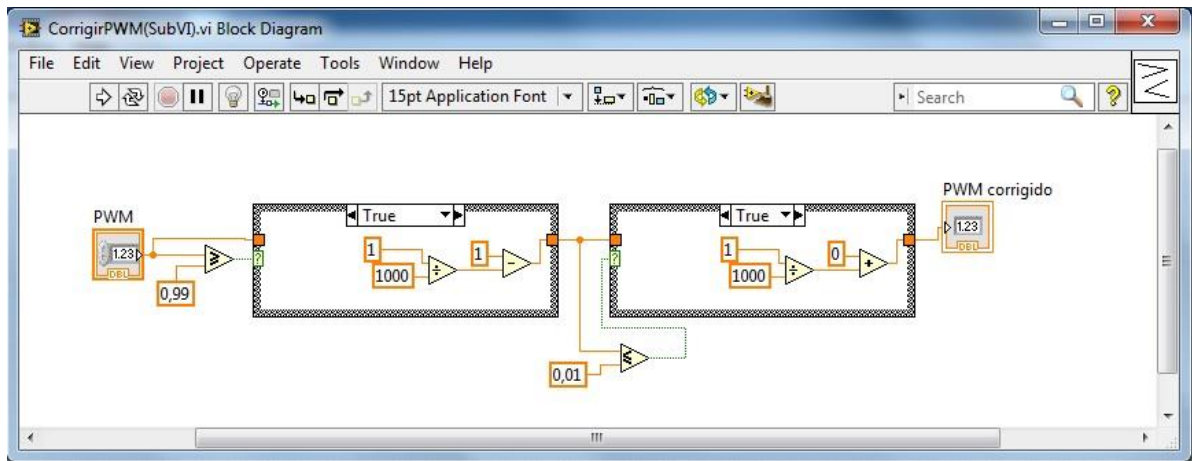 CorrigirPWM(SubVI).vi Block Diagram
File Edit View Project Operate Tools Window Help
15pt Application Font
Search
PWM
1.23
DBL
0,99
True
1
1000
1
True
1
1000
0
PWM corrigido
1.23
DBL
0,01